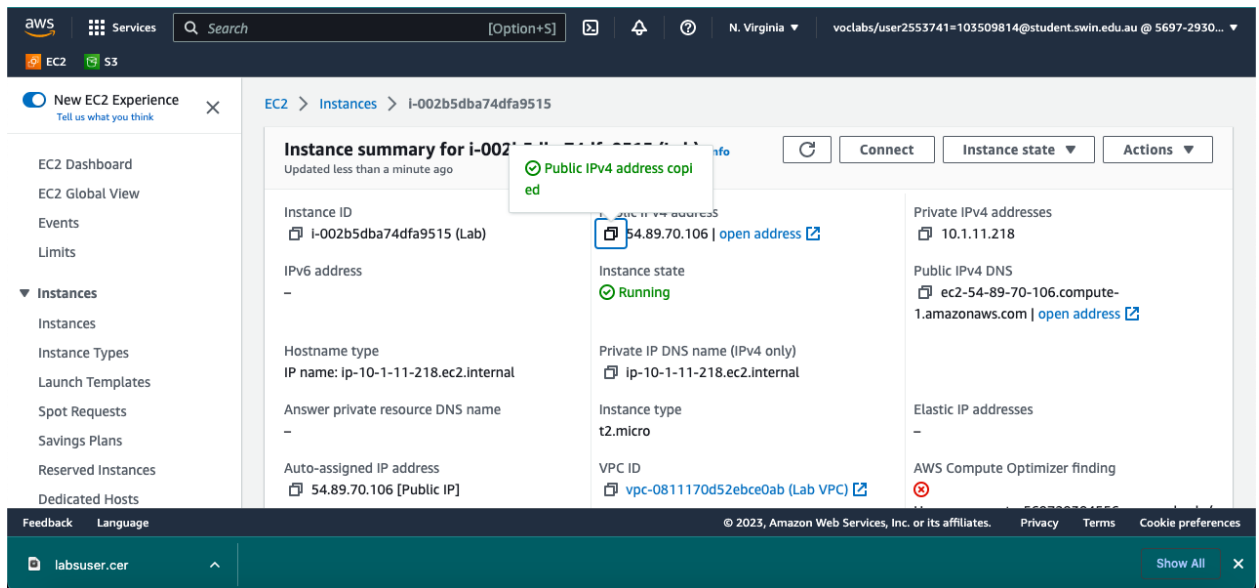 aws
Services
Search
[Option+S]
N. Virginia
voclabs/user2553741=103509814@student.swin.edu.au @ 5697-2930...
EC2
S3
New EC2 Experience
Tell us what you think
EC2 Dashboard
EC2 Global View
Events
Limits
Instances
Instances
Instance Types
Launch Templates
Spot Requests
Savings Plans
Reserved Instances
Dedicated Hosts
EC2 > Instances > i-002b5dba74dfa9515
Instance summary for i-002b5dba74dfa9515 (Lab) Info
Updated less than a minute ago
Public IPv4 address copi
ed
Connect
Instance state
Actions
Instance ID
i-002b5dba74dfa9515 (Lab)
Public IPv4 address
54.89.70.106 | open address
Private IPv4 addresses
10.1.11.218
IPv6 address
–
Instance state
Running
Public IPv4 DNS
ec2-54-89-70-106.compute-
1.amazonaws.com | open address
Hostname type
IP name: ip-10-1-11-218.ec2.internal
Private IP DNS name (IPv4 only)
ip-10-1-11-218.ec2.internal
Answer private resource DNS name
–
Instance type
t2.micro
Elastic IP addresses
–
Auto-assigned IP address
54.89.70.106 [Public IP]
VPC ID
vpc-0811170d52ebce0ab (Lab VPC)
AWS Compute Optimizer finding
Feedback
Language
© 2023, Amazon Web Services, Inc. or its affiliates.
Privacy
Terms
Cookie preferences
labsuser.cer
Show All